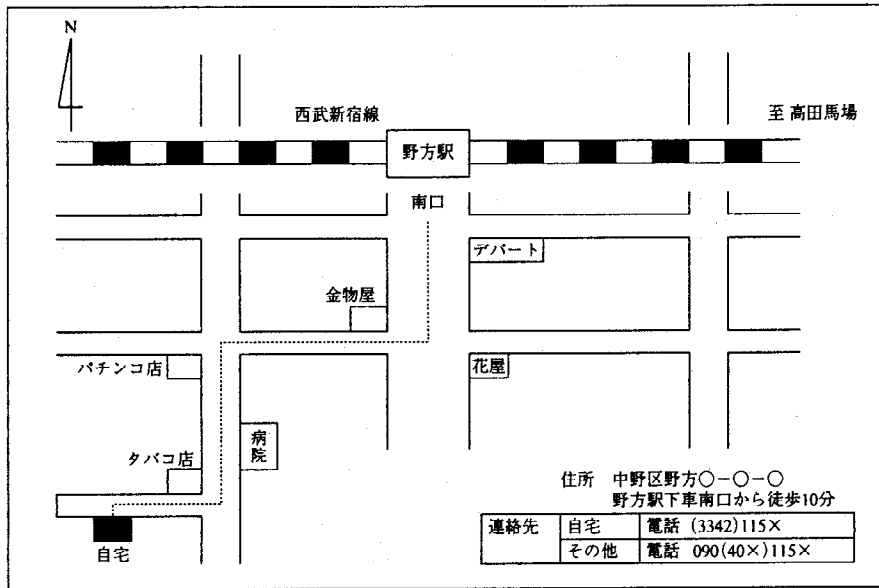 N
西武新宿線
至 高田馬場
野方駅
南口
デパート
金物屋
パチンコ店
花屋
病院
タバコ店
自宅
住所 中野区野方○－○－○
野方駅下車南口から徒歩10分
連絡先 自宅 電話 (3342)115×
その他 電話 090(40×)115×